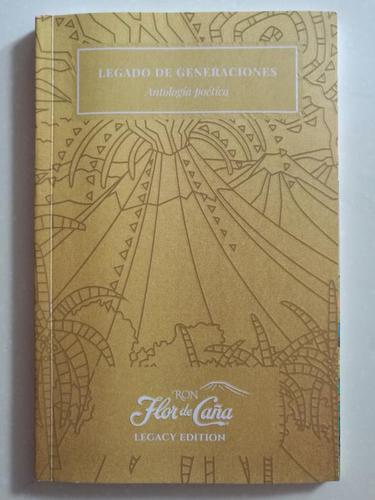 LEGADO DE GENERACIONES
Antología poética
RON
Flor de Caña
LEGACY EDITION